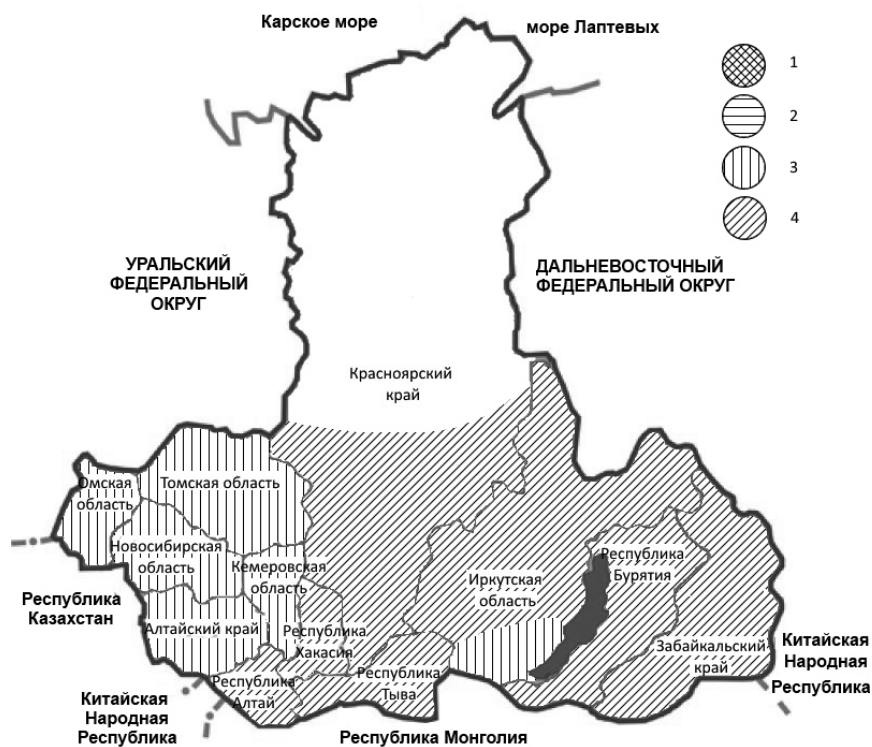 Карское море
море Лаптевых
1
2
3
4
УРАЛЬСКИЙ
ФЕДЕРАЛЬНЫЙ
ОКРУГ
ДАЛЬНЕВОСТОЧНЫЙ
ФЕДЕРАЛЬНЫЙ ОКРУГ
Красноярский
край
Омская
область
Томская область
Новосибирская
область
Кемеровская
область
Республика
Бурятия
Иркутская
область
Республика
Казахстан
Алтайский край
Республика
Хакасия
Забайкальский
край
Китайская
Народная
Республика
Республика
Алтай
Республика
Тыва
Китайская
Народная
Республика
Республика Монголия